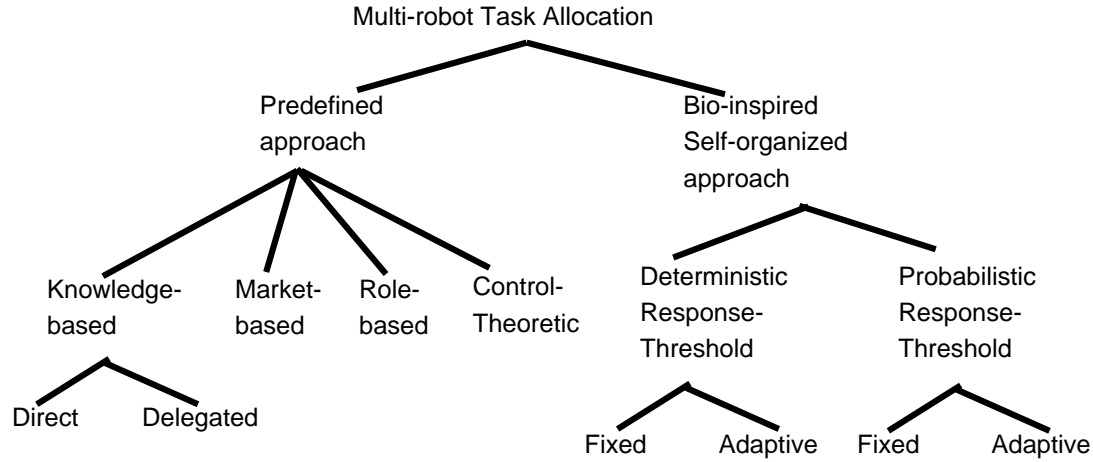 Multi-robot Task Allocation
Predefined
approach
Bio-inspired
Self-organized
approach
Knowledge-
based
Market-
based
Role-
based
Control-
Theoretic
Deterministic
Response-
Threshold
Probabilistic
Response-
Threshold
Direct
Delegated
Fixed
Adaptive
Fixed
Adaptive